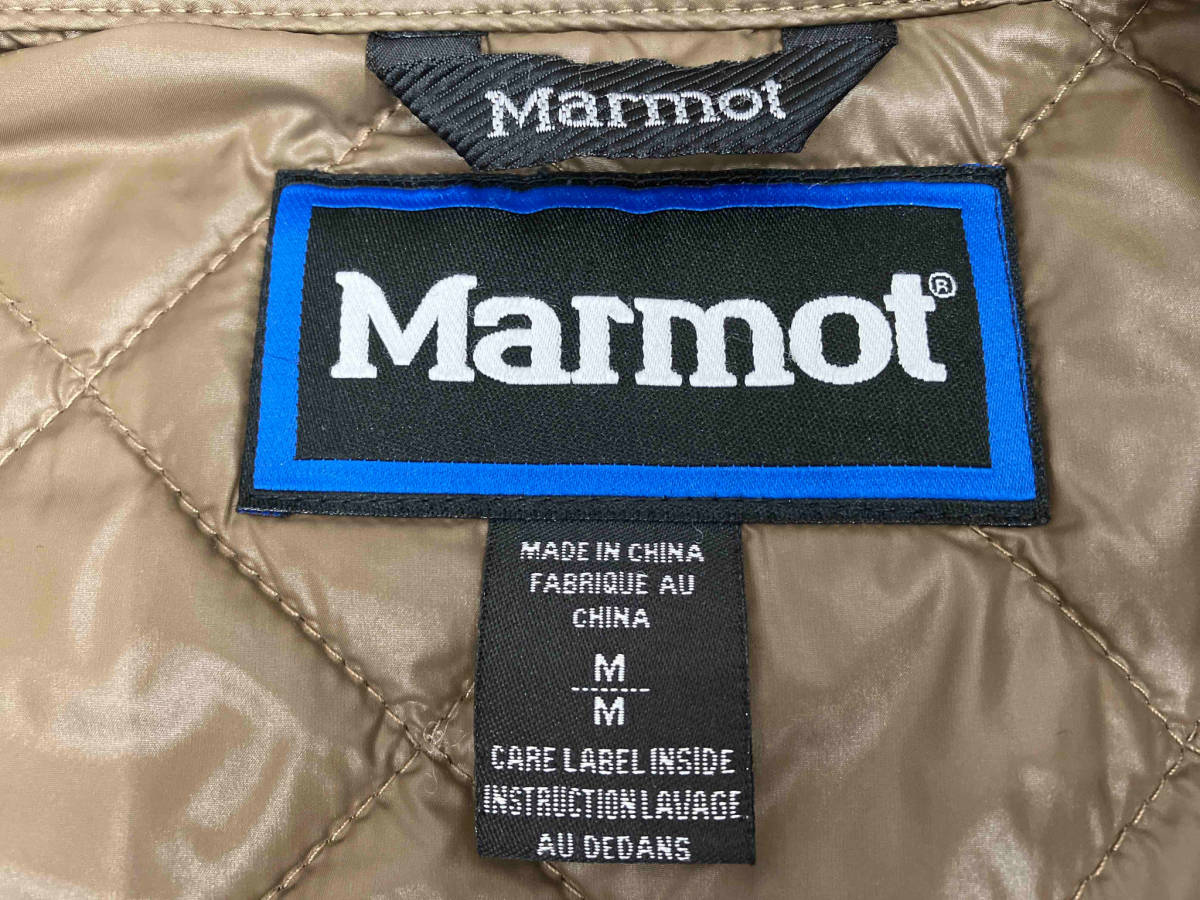 Marmot
Marmot®
MADE IN CHINA
FABRIQUE AU
CHINA
M
M
CARE LABEL INSIDE
INSTRUCTION LAVAGE
AU DEDANS